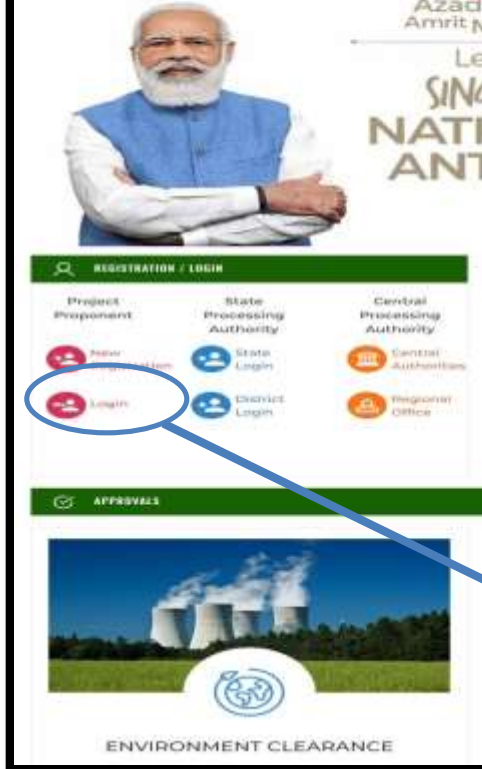 Azad
Amrit
Le
SING
NATI
ANT
REGISTRATION / LOGIN
Project
Proponent
State
Processing
Authority
Central
Processing
Authority
New
Registration
State
Login
Central
Authorities
Login
District
Login
Regional
Office
APPROVALS
ENVIRONMENT CLEARANCE